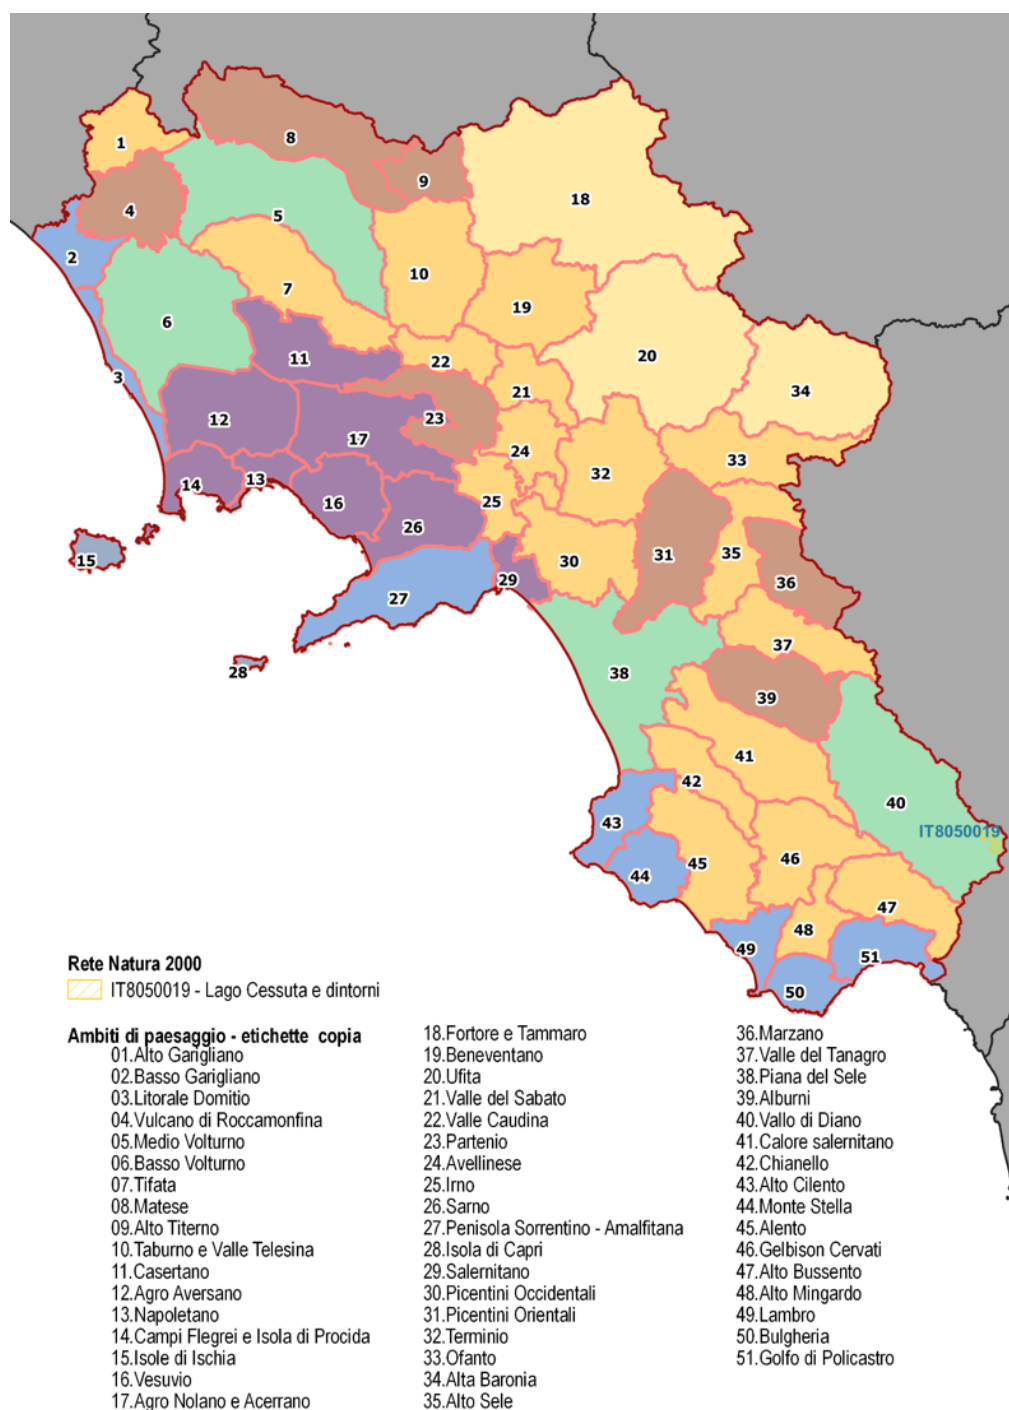 1
8
9
4
18
5
2
10
7
19
6
20
11
22
3
34
21
12
23
17
24
33
32
14
13
25
16
26
31
35
15
30
29
36
27
37
28
38
39
41
42
40
43
IT8050019
44
45
46
47
48
49
51
50
Rete Natura 2000
IT8050019 - Lago Cessuta e dintorni
Ambiti di paesaggio - etichette copia
01.Alto Garigliano
02.Basso Garigliano
03.Litorale Domitio
04.Vulcano di Roccamonfina
05.Medio Volturno
06.Basso Volturno
07.Tifata
08.Matese
09.Alto Titerno
10.Taburno e Valle Telesina
11.Casertano
12.Agro Aversano
13.Napoletano
14.Campi Flegrei e Isola di Procida
15.Isole di Ischia
16.Vesuvio
17.Agro Nolano e Acerrano
18.Fortore e Tammaro
19.Beneventano
20.Ufita
21.Valle del Sabato
22.Valle Caudina
23.Partenio
24.Avellinese
25.Irno
26.Sarno
27.Penisola Sorrentino - Amalfitana
28.Isola di Capri
29.Salernitano
30.Picentini Occidentali
31.Picentini Orientali
32.Terminio
33.Ofanto
34.Alta Baronia
35.Alto Sele
36.Marzano
37.Valle del Tanagro
38.Piana del Sele
39.Alburni
40.Vallo di Diano
41.Calore salernitano
42.Chianello
43.Alto Cilento
44.Monte Stella
45.Alento
46.Gelbison Cervati
47.Alto Bussento
48.Alto Mingardo
49.Lambro
50.Bulgheria
51.Golfo di Policastro